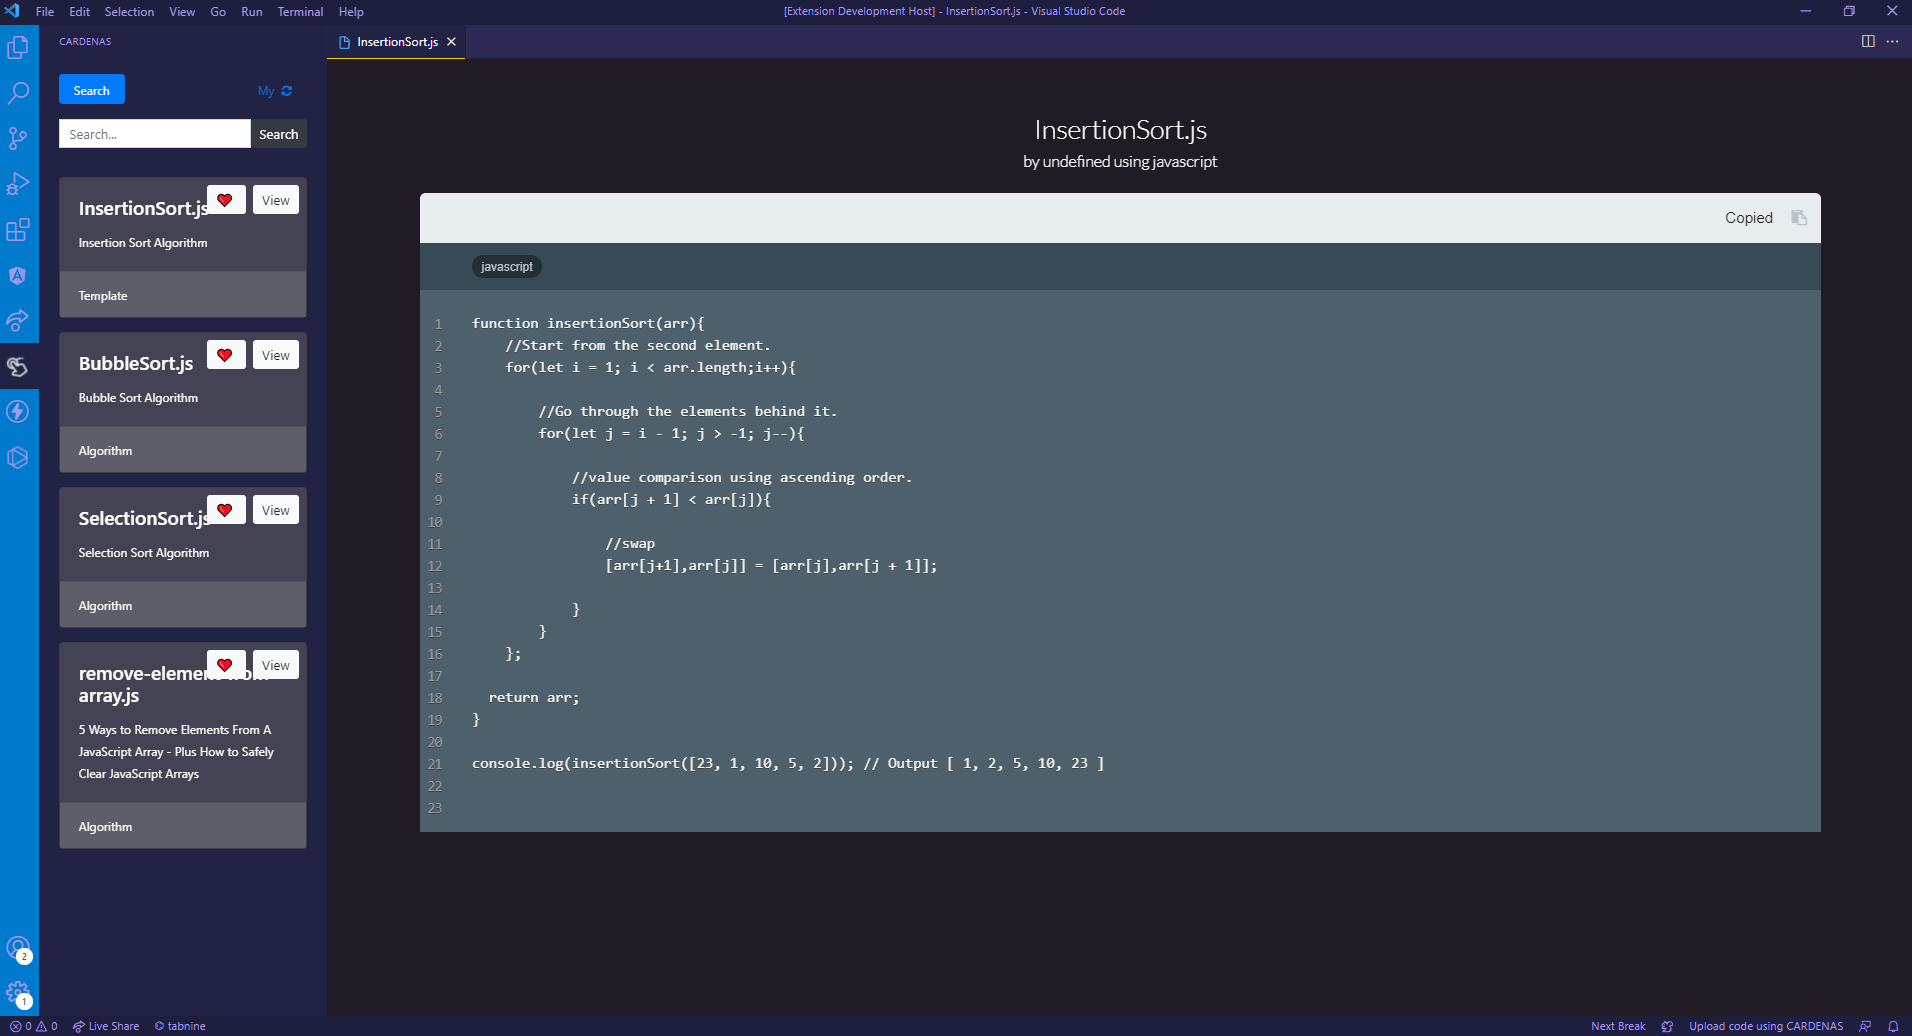 File Edit Selection View Go Run Terminal Help
[Extension Development Host] - InsertionSort.js - Visual Studio Code
CARDENAS
Search
My
Search...
Search
InsertionSort.js
View
Insertion Sort Algorithm
Template
BubbleSort.js
View
Bubble Sort Algorithm
Algorithm
SelectionSort.js
View
Selection Sort Algorithm
Algorithm
View
array.js
5 Ways to Remove Elements From A
JavaScript Array - Plus How to Safely
Clear JavaScript Arrays
Algorithm
InsertionSort.js
InsertionSort.js
by undefined using javascript
Copied
javascript
1 function insertionSort(arr){
2 //Start from the second element.
3 for(let i = 1; i < arr.length;i++){
4
5 //Go through the elements behind it.
6 for(let j = i - 1; j > -1; j--){
7
8 //value comparison using ascending order.
9 if(arr[j + 1] < arr[j]){
10
11 //swap
12 [arr[j+1],arr[j]] = [arr[j],arr[j + 1]];
13
14 }
15 }
16 };
17
18 return arr;
19 }
20
21 console.log(insertionSort([23, 1, 10, 5, 2])); // Output [ 1, 2, 5, 10, 23 ]
22
23
2
1
0 0 Live Share tabnine
Next Break Upload code using CARDENAS